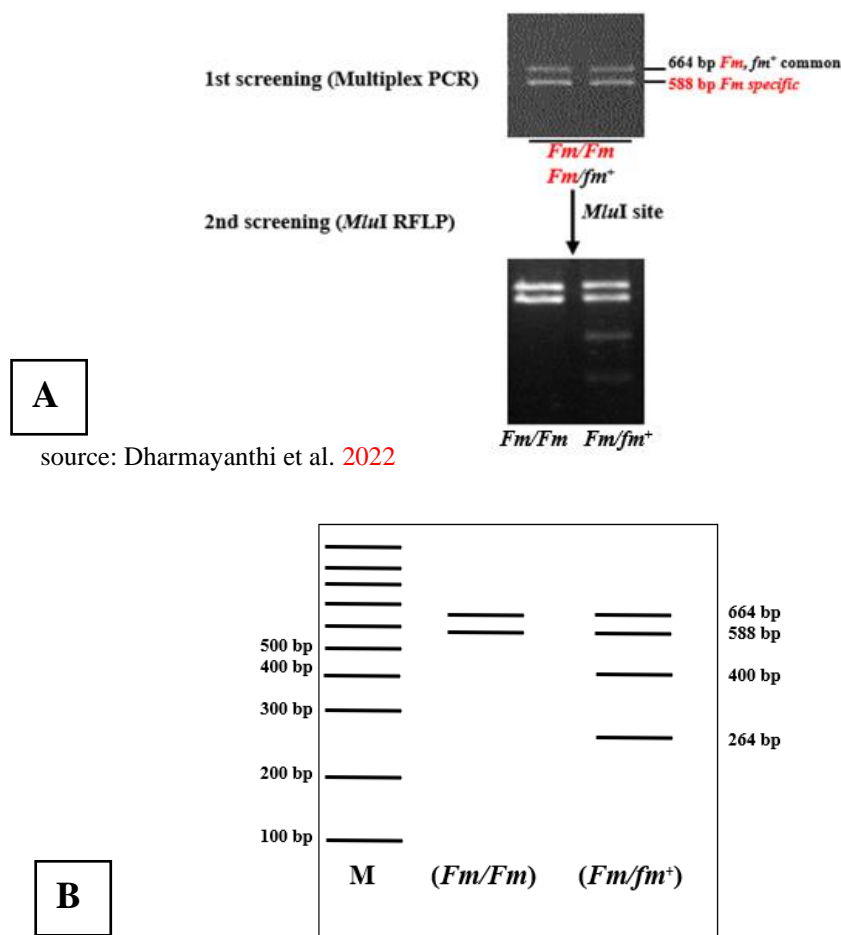 1st screening (Multiplex PCR)
664 bp Fm, fm⁺ common
588 bp Fm specific
Fm/Fm
Fm/fm⁺
MluI site
2nd screening (MluI RFLP)
A
Fm/Fm Fm/fm⁺
source: Dharmayanthi et al. 2022
664 bp
588 bp
500 bp
400 bp
400 bp
300 bp
264 bp
200 bp
100 bp
M (Fm/Fm) (Fm/fm⁺)
B